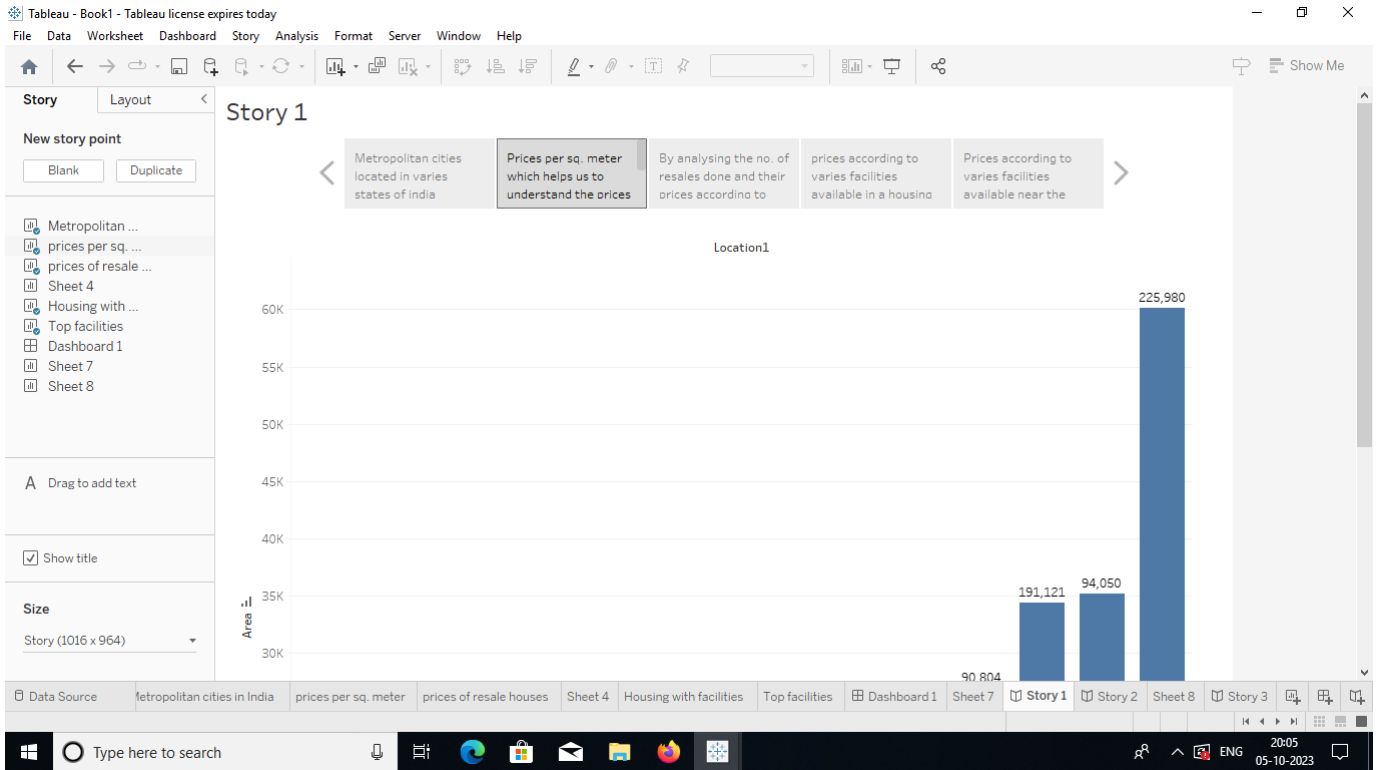 Tableau - Book1 - Tableau license expires today
File Data Worksheet Dashboard Story Analysis Format Server Window Help
Show Me
Story Layout
New story point
Blank Duplicate
Metropolitan ...
prices per sq. ...
prices of resale ...
Sheet 4
Housing with ...
Top facilities
Dashboard 1
Sheet 7
Sheet 8
A Drag to add text
Show title
Size
Story (1016 x 964)
Story 1
Metropolitan cities
located in varies
states of india
Prices per sq. meter
which helps us to
understand the prices
By analysing the no. of
resales done and their
prices according to
prices according to
varies facilities
available in a housing
Prices according to
varies facilities
available near the
Location1
225,980
60K
55K
50K
45K
40K
94,050
191,121
35K
Area
30K
90,804
Data Source Metropolitan cities in India prices per sq. meter prices of resale houses Sheet 4 Housing with facilities Top facilities Dashboard 1 Sheet 7 Story 1 Story 2 Sheet 8 Story 3
Type here to search
ENG
20:05
05-10-2023